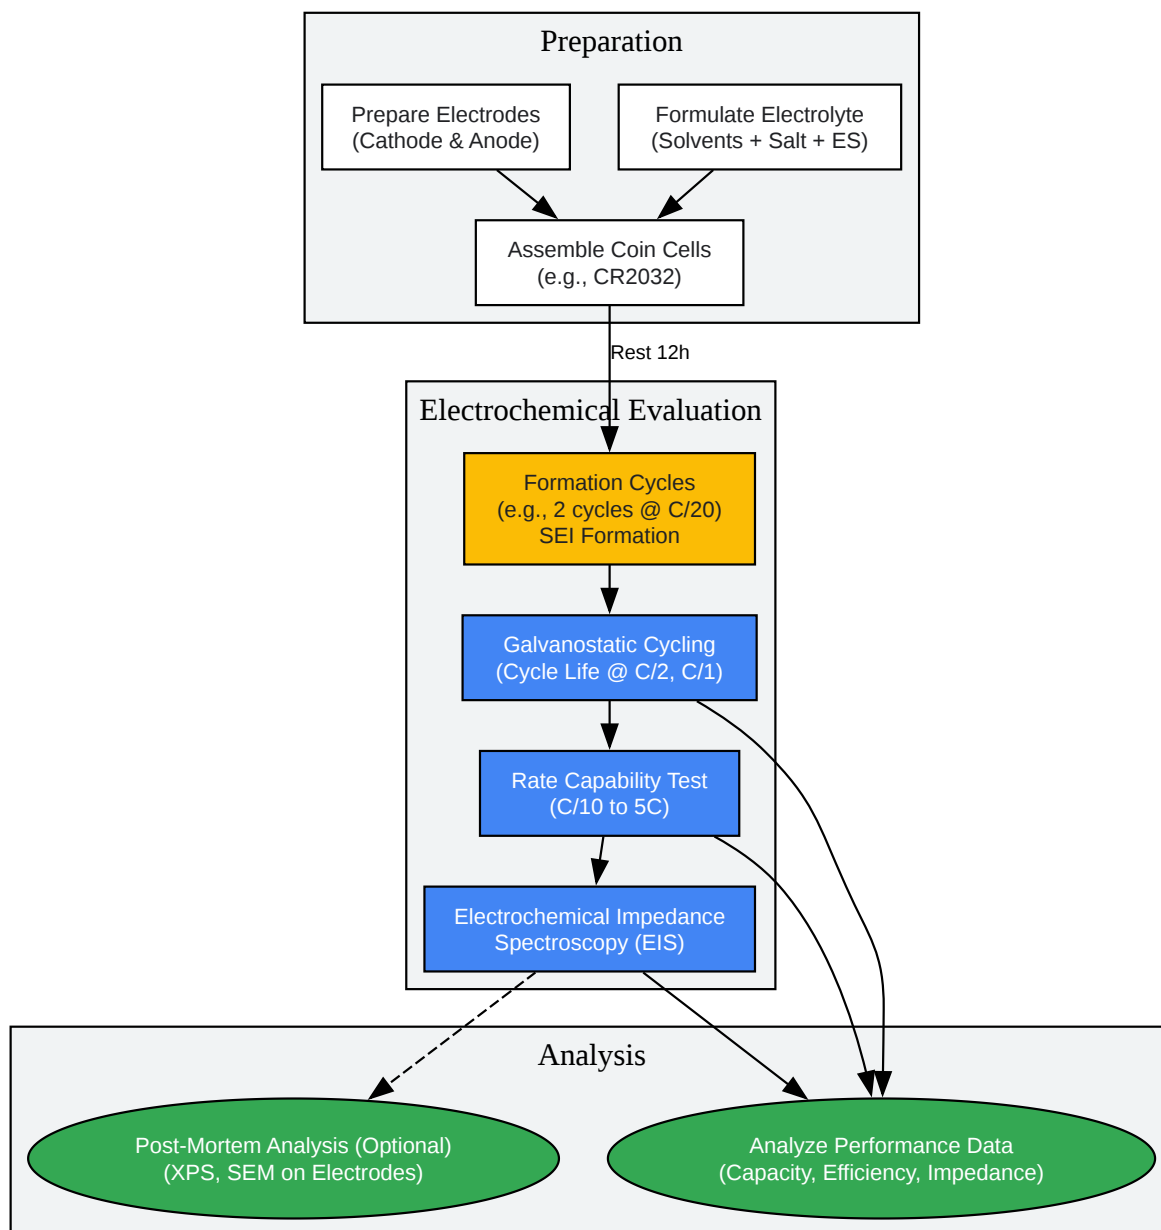 Preparation
Prepare Electrodes
(Cathode & Anode)
Formulate Electrolyte
(Solvents + Salt + ES)
Assemble Coin Cells
(e.g., CR2032)
Rest 12h
Electrochemical Evaluation
Formation Cycles
(e.g., 2 cycles @ C/20)
SEI Formation
Galvanostatic Cycling
(Cycle Life @ C/2, C/1)
Rate Capability Test
(C/10 to 5C)
Electrochemical Impedance
Spectroscopy (EIS)
Analysis
Post-Mortem Analysis (Optional)
(XPS, SEM on Electrodes)
Analyze Performance Data
(Capacity, Efficiency, Impedance)